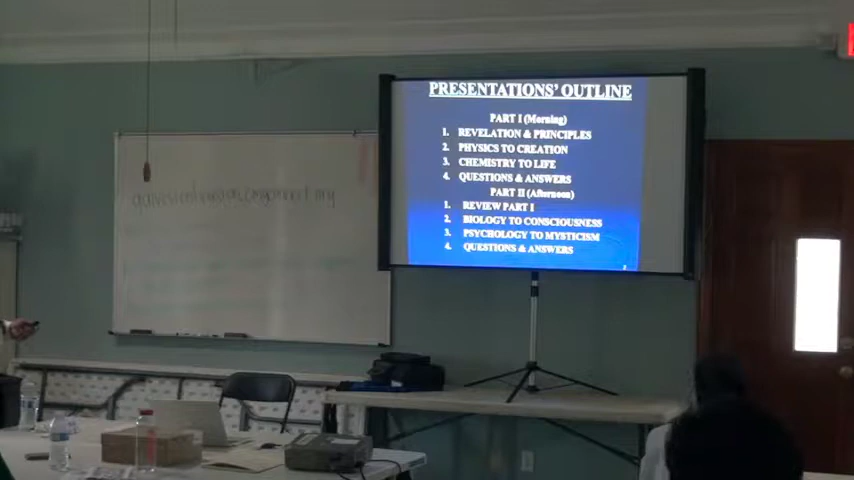 PRESENTATIONS' OUTLINE
PART I (Morning)
1. REVELATION & PRINCIPLES
2. PHYSICS TO CREATION
3. CHEMISTRY TO LIFE
4. QUESTIONS & ANSWERS
PART II (Afternoon)
1. REVIEW PART I
2. BIOLOGY TO CONSCIOUSNESS
3. PSYCHOLOGY TO MYSTICISM
4. QUESTIONS & ANSWERS